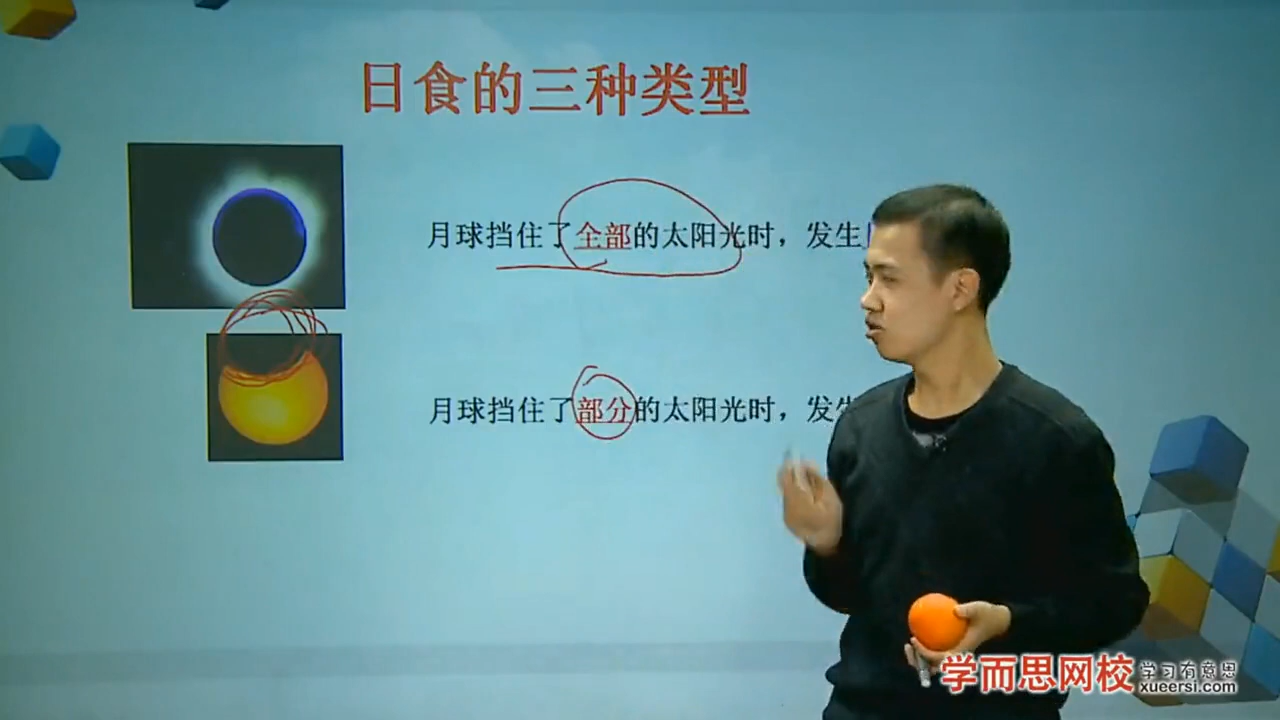 日食的三种类型
月球挡住了全部的太阳光时，发生
月球挡住了部分的太阳光时，发
学而思网校
学习有意思
xueersi.com